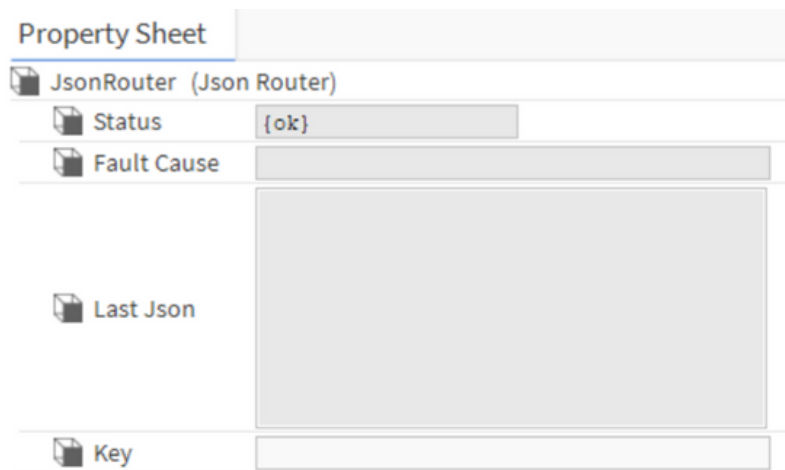 Property Sheet
JsonRouter (Json Router)
Status {ok}
Fault Cause
Last Json
Key